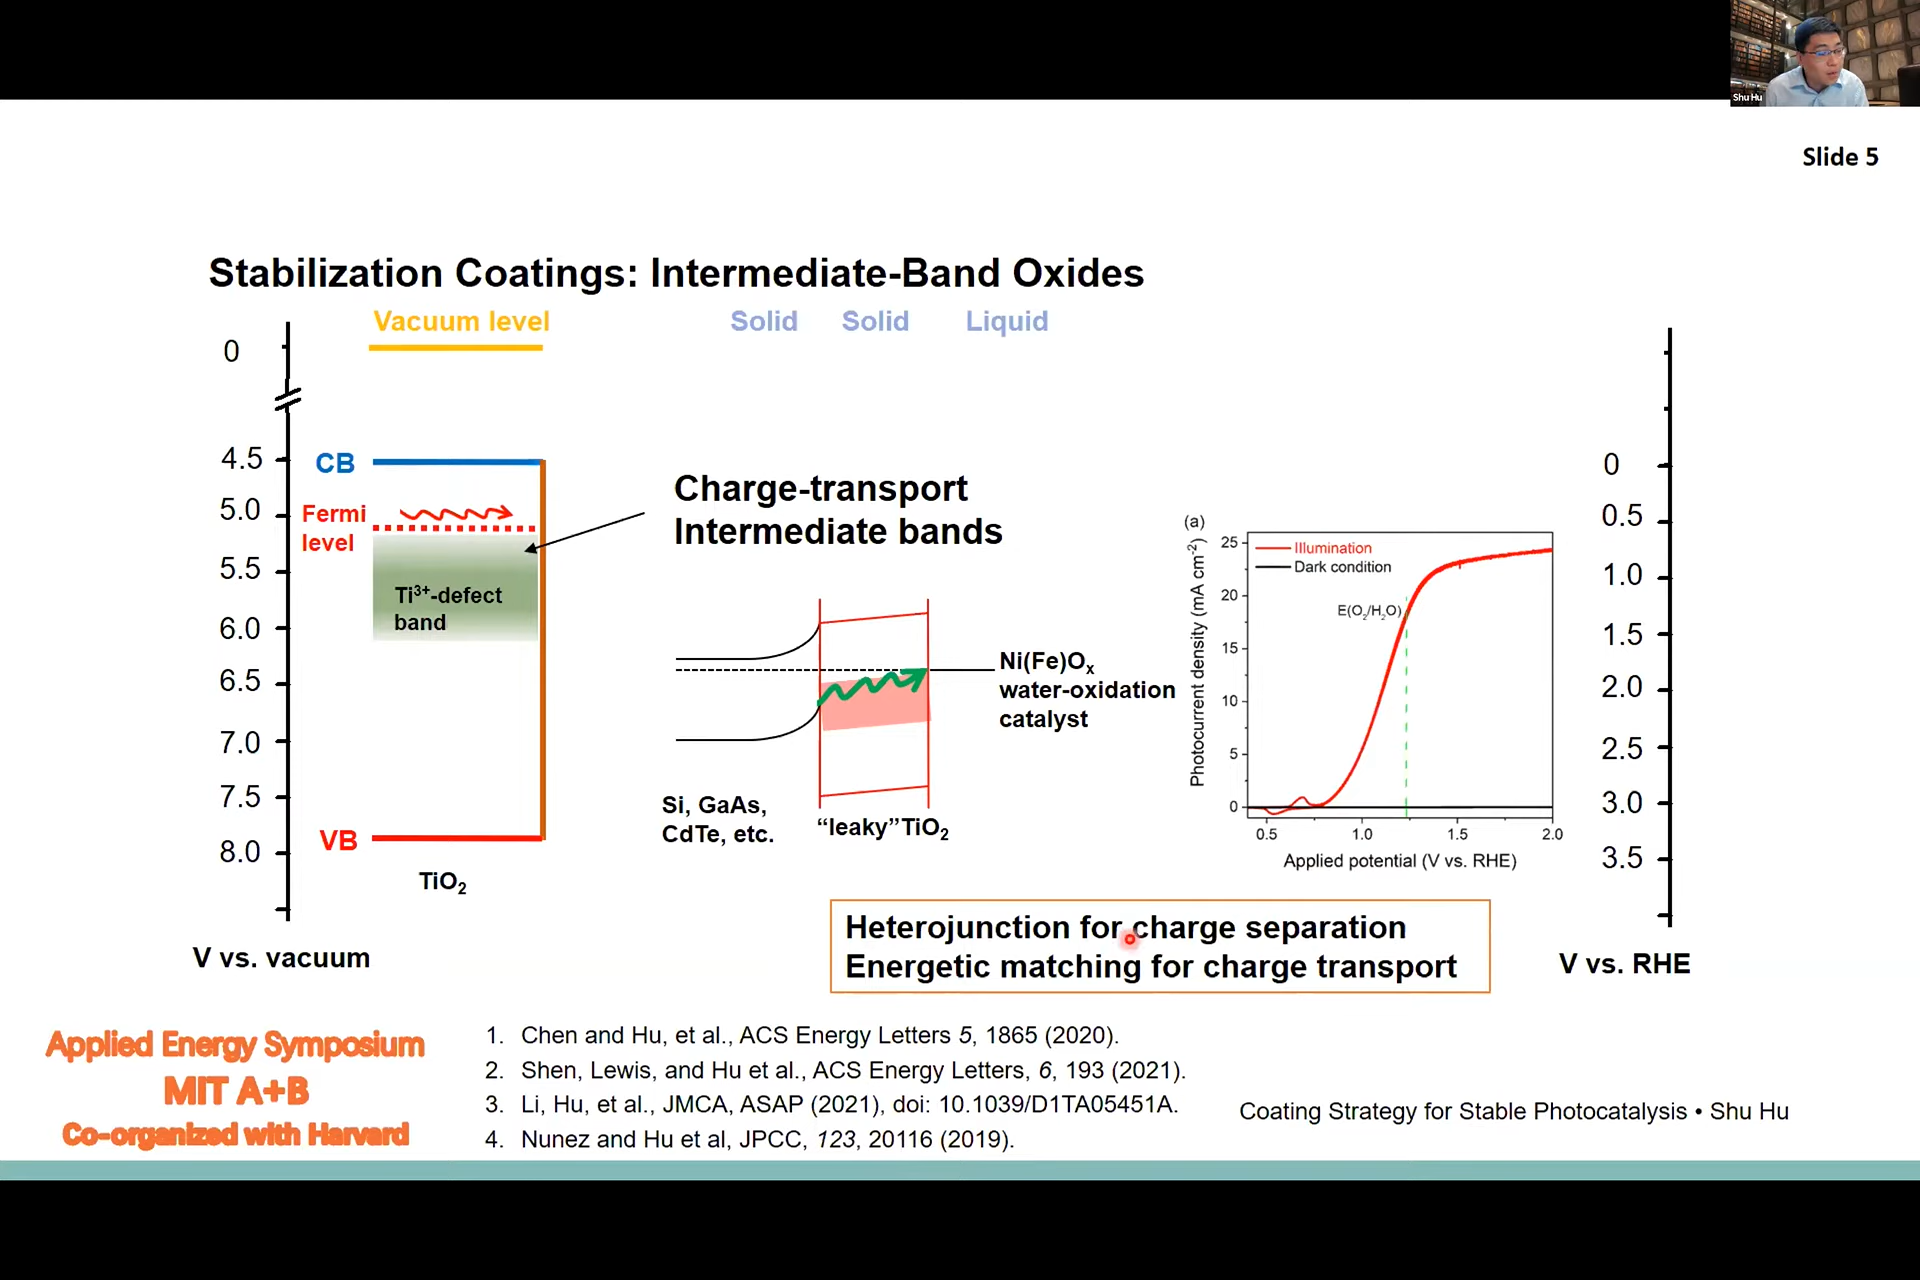 Shu Hu
Slide 5
Stabilization Coatings: Intermediate-Band Oxides
Vacuum level
Solid
Solid
Liquid
0
4.5
5.0
5.5
6.0
6.5
7.0
7.5
8.0
V vs. vacuum
CB
Fermi
level
Ti³⁺-defect
band
VB
TiO₂
Charge-transport
Intermediate bands
Ni(Fe)Oₓ
water-oxidation
catalyst
Si, GaAs,
CdTe, etc.
“leaky”TiO₂
(a)
Illumination
Dark condition
E(O₂/H₂O)
Photocurrent density (mA cm⁻²)
25
20
15
10
5
0
0.5
1.0
1.5
2.0
Applied potential (V vs. RHE)
0
0.5
1.0
1.5
2.0
2.5
3.0
3.5
V vs. RHE
Heterojunction for charge separation
Energetic matching for charge transport
Applied Energy Symposium
MIT A+B
Co-organized with Harvard
1. Chen and Hu, et al., ACS Energy Letters 5, 1865 (2020).
2. Shen, Lewis, and Hu et al., ACS Energy Letters, 6, 193 (2021).
3. Li, Hu, et al., JMCA, ASAP (2021), doi: 10.1039/D1TA05451A.
4. Nunez and Hu et al, JPCC, 123, 20116 (2019).
Coating Strategy for Stable Photocatalysis • Shu Hu